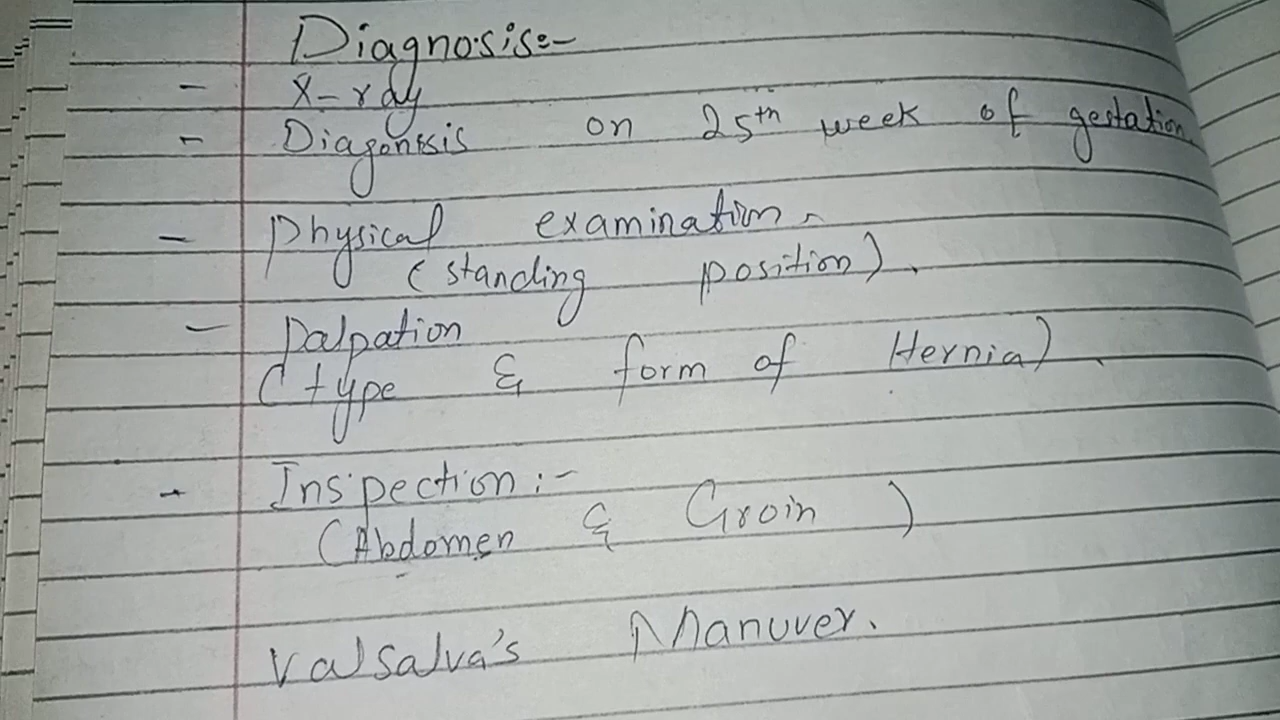 Diagnosis:-
- X-ray
- Diagonsis on 25th week of gestation
- Physical examination.
(standing position).
- Palpation
(type & form of Hernia).
- Inspection:-
(Abdomen & Groin)
Valsalva's Manuver.